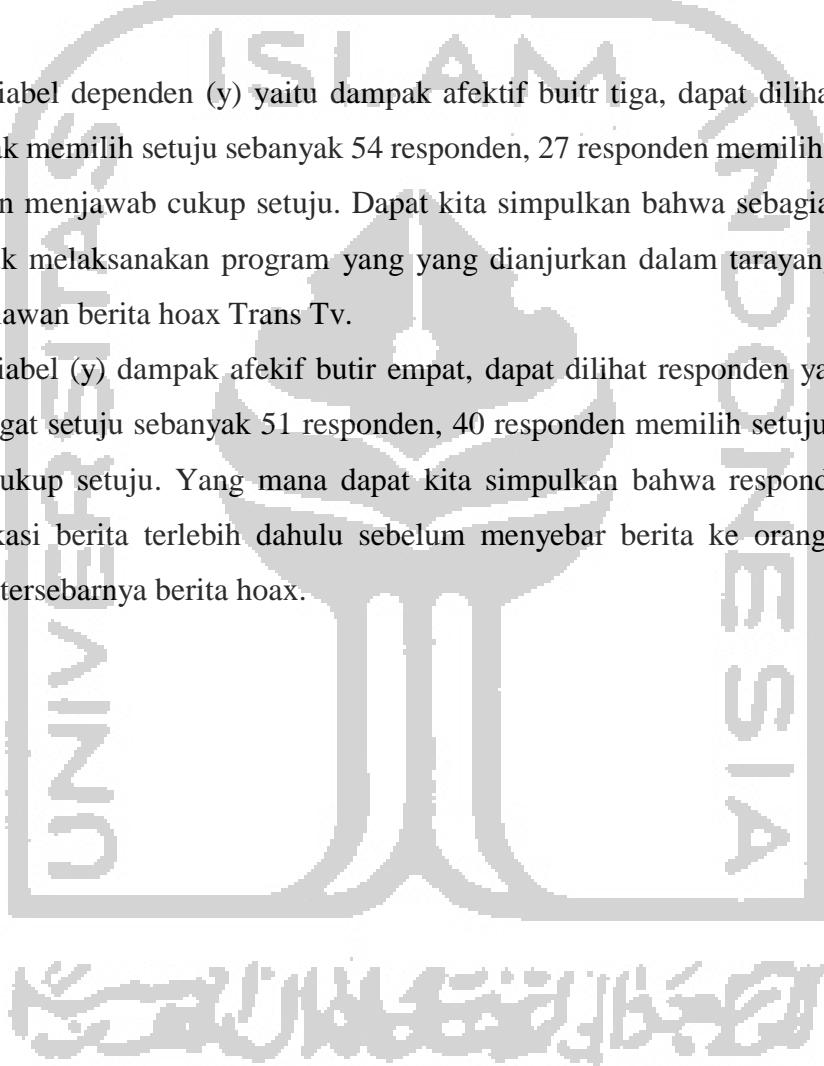 ISLAM
iabel dependen (y) yaitu dampak afektif buitr tiga, dapat diliha
ak memilih setuju sebanyak 54 responden, 27 responden memilih
n menjawab cukup setuju. Dapat kita simpulkan bahwa sebagia
k melaksanakan program yang yang dianjurkan dalam tarayan
awan berita hoax Trans Tv.
iabel (y) dampak afekif butir empat, dapat dilihat responden ya
gat setuju sebanyak 51 responden, 40 responden memilih setuju
ukup setuju. Yang mana dapat kita simpulkan bahwa respond
kasi berita terlebih dahulu sebelum menyebar berita ke orang
tersebarnya berita hoax.
UNIVERSITAS
INDONESIA